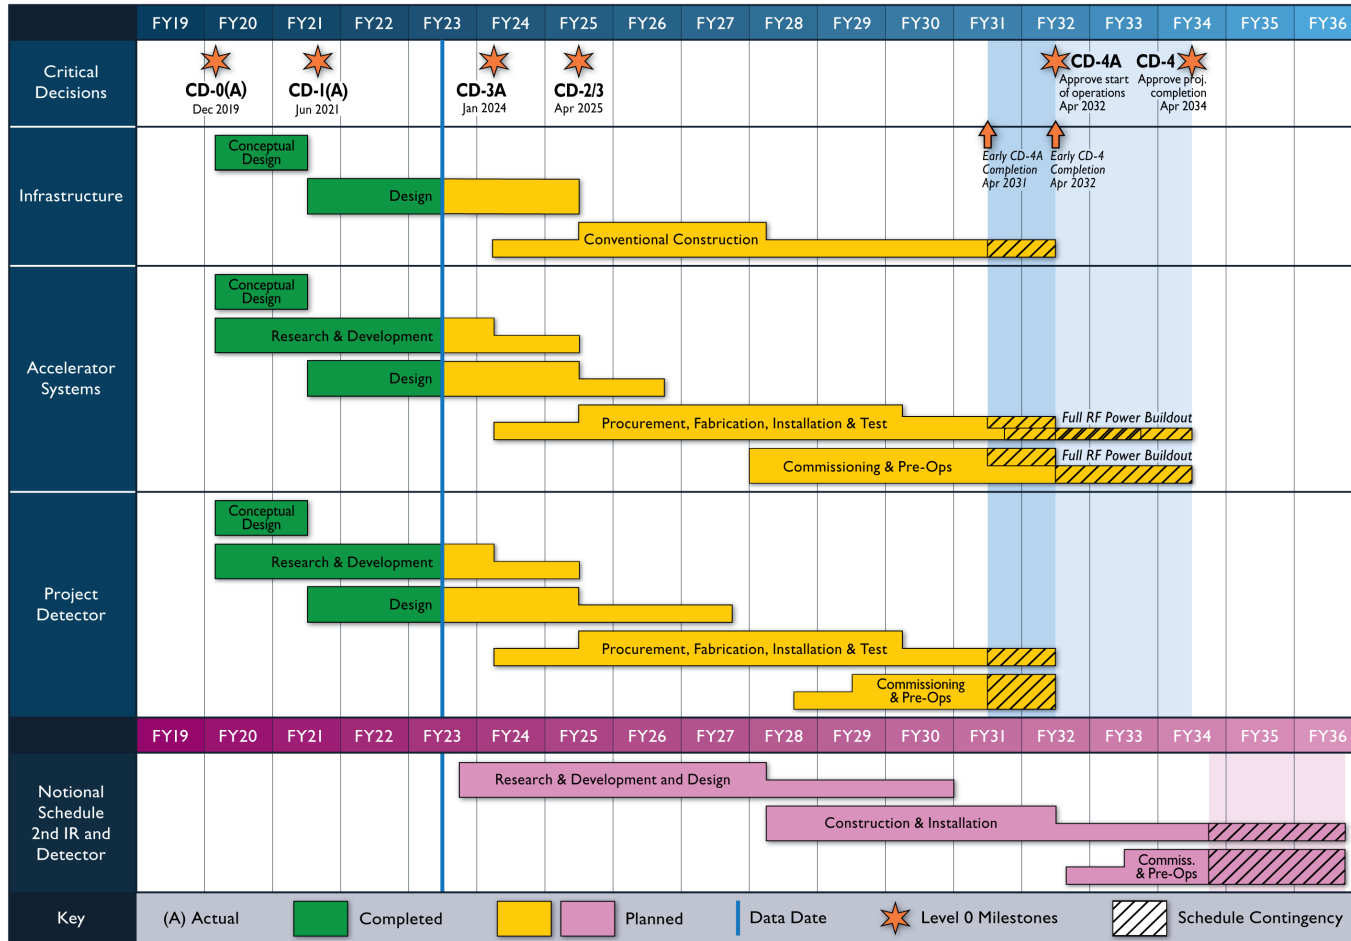 FY19 FY20 FY21 FY22 FY23 FY24 FY25 FY26 FY27 FY28 FY29 FY30 FY31 FY32 FY33 FY34 FY35 FY36
Critical
Decisions
CD-0(A)
Dec 2019
CD-1(A)
Jun 2021
CD-3A
Jan 2024
CD-2/3
Apr 2025
CD-4A
Approve start
of operations
Apr 2032
CD-4
Approve proj.
completion
Apr 2034
Infrastructure
Early CD-4A
Completion
Apr 2031
Early CD-4
Completion
Apr 2032
Conceptual
Design
Design
Conventional Construction
Accelerator
Systems
Conceptual
Design
Research & Development
Design
Procurement, Fabrication, Installation & Test
Full RF Power Buildout
Commissioning & Pre-Ops
Full RF Power Buildout
Project
Detector
Conceptual
Design
Research & Development
Design
Procurement, Fabrication, Installation & Test
Commissioning
& Pre-Ops
FY19 FY20 FY21 FY22 FY23 FY24 FY25 FY26 FY27 FY28 FY29 FY30 FY31 FY32 FY33 FY34 FY35 FY36
Notional
Schedule
2nd IR and
Detector
Research & Development and Design
Construction & Installation
Commiss.
& Pre-Ops
Key
(A) Actual
Completed
Planned
Data Date
Level 0 Milestones
Schedule Contingency